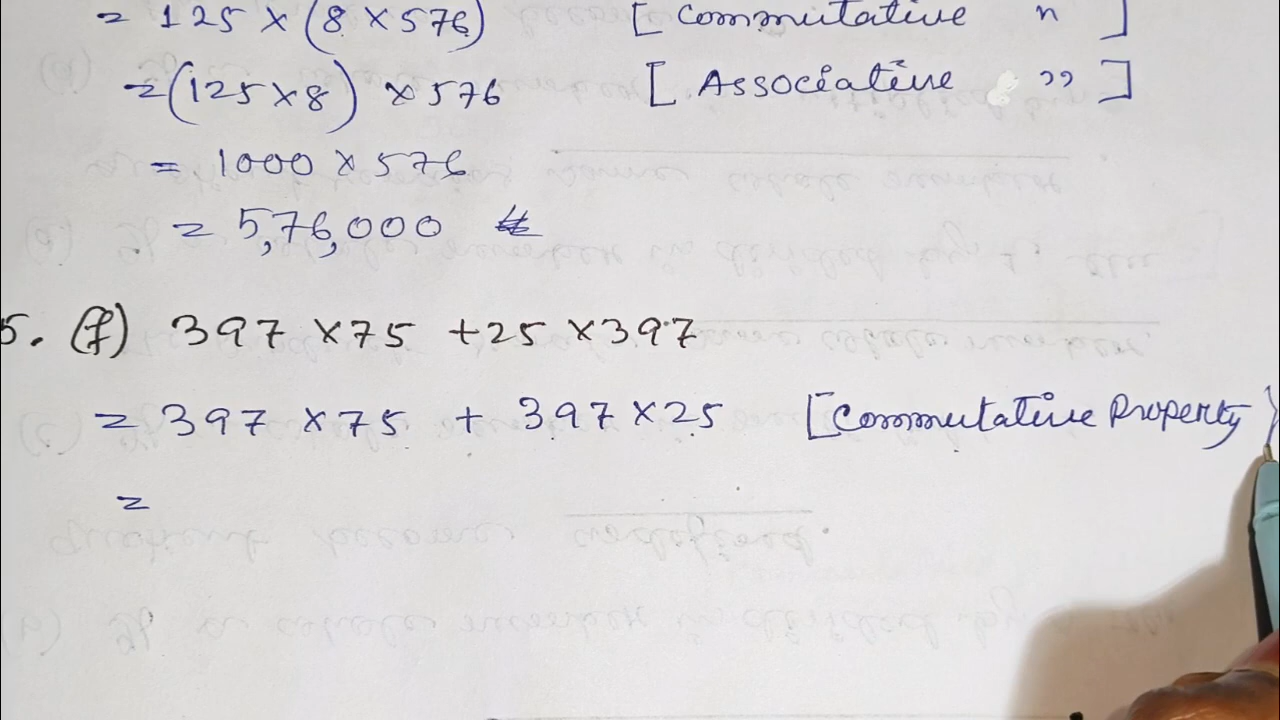 = 125 × (8 × 576) [Commutative " ]
= (125 × 8) × 576 [Associative " ]
= 1000 × 576
= 5,76,000
5. (f) 397 × 75 + 25 × 397
= 397 × 75 + 397 × 25 [Commutative Property]
=